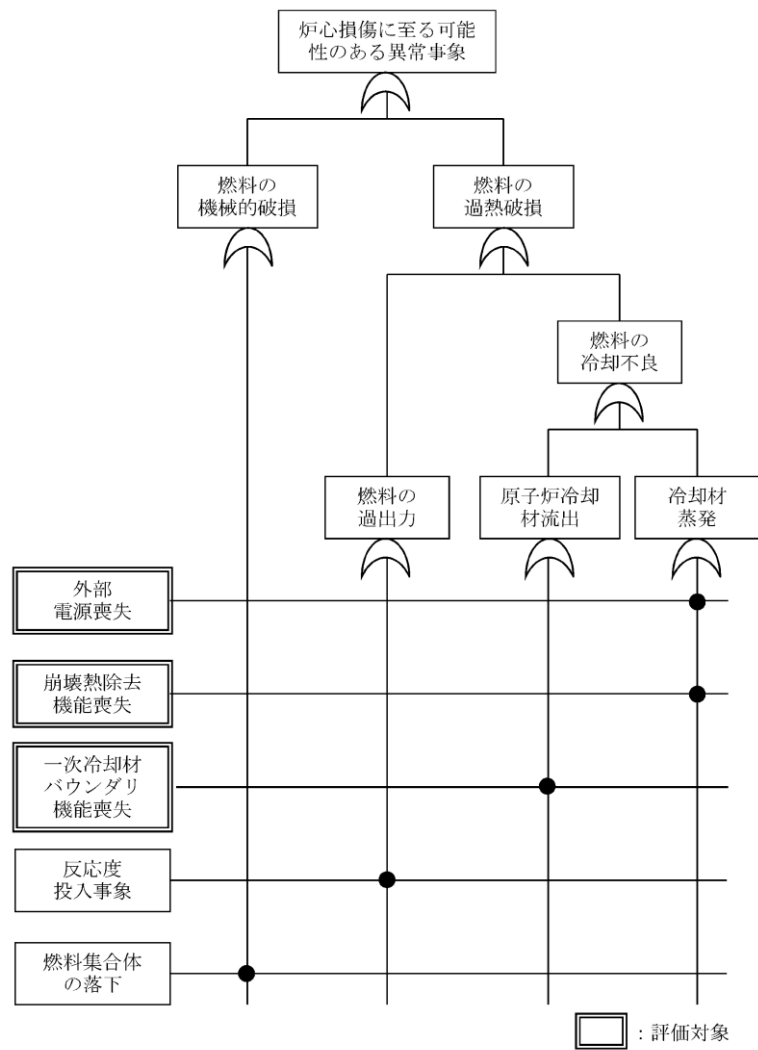 炉心損傷に至る可能
性のある異常事象
燃料の
機械的破損
燃料の
過熱破損
燃料の
冷却不良
燃料の
過出力
原子炉冷却
材流出
冷却材
蒸発
外部
電源喪失
崩壊熱除去
機能喪失
一次冷却材
バウンダリ
機能喪失
反応度
投入事象
燃料集合体
の落下
：評価対象